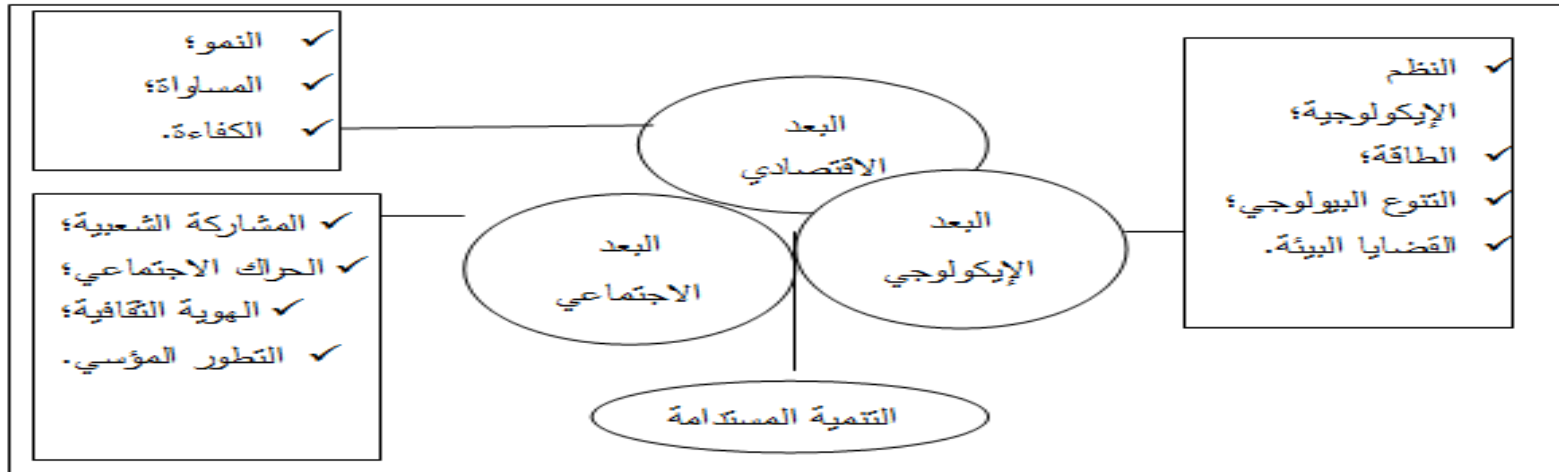 ✓ النمو؛
✓ المساواة؛
✓ الكفاءة.
✓ النظم
الإيكولوجية؛
✓ الطاقة؛
✓ التنوع البيولوجي؛
✓ القضايا البيئة.
البعد
الاقتصادي
البعد
الإيكولوجي
البعد
الاجتماعي
✓ المشاركة الشعبية؛
✓ الحراك الاجتماعي؛
✓ الهوية الثقافية؛
✓ التطور المؤسي.
التنمية المستدامة